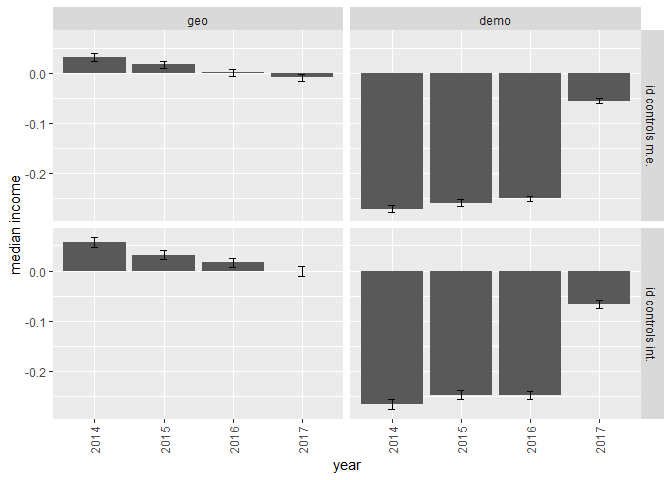 geo
demo
0.0
-0.1
-0.2
id controls m.e.
median income
0.0
-0.1
-0.2
id controls int.
2014
2015
2016
2017
2014
2015
2016
2017
year